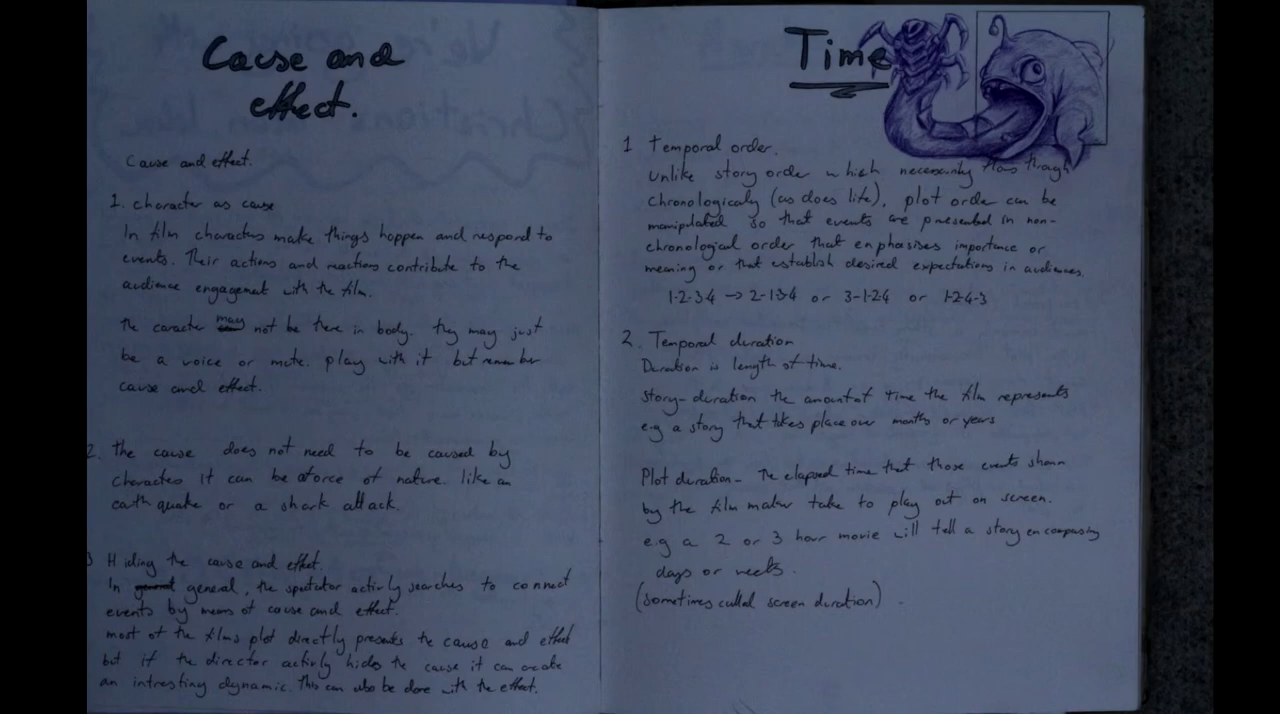 Cause and
effect.
Cause and effect.
1. character as cause
In film characters make things happen and respond to
events. Their actions and reactions contribute to the
audience engagement with the film.
the caracter may not be there in body. they may just
be a voice or mute. play with it but remember
cause and effect.
2. The cause does not need to be caused by
characters it can be a force of nature. like an
earth quake or a shark attack.
3 Hiding the cause and effect.
In general, the spectator activly searches to connect
events by means of cause and effect.
most of the films plot directly presents the cause and effect
but if the director activly hides the cause it can create
an intresting dynamic. This can also be done with the effect.
Time
1 Temporal order.
Unlike story order which necessarily flows through
chronologicaly (as does life), plot order can be
manipulated so that events are presented in non-
chronological order that emphasises importance or
meaning or that establish desired expectations in audiences.
1-2-3-4 → 2-1-3-4 or 3-1-2-4 or 1-2-4-3
2. Temporal duration
Duration is length of time.
Story-duration the amount of time the film represents
e.g a story that takes place over months or years
Plot duration- The elapsed time that those events shown
by the film maker take to play out on screen.
e.g a 2 or 3 hour movie will tell a story encompasing
days or weeks.
(sometimes called screen duration).